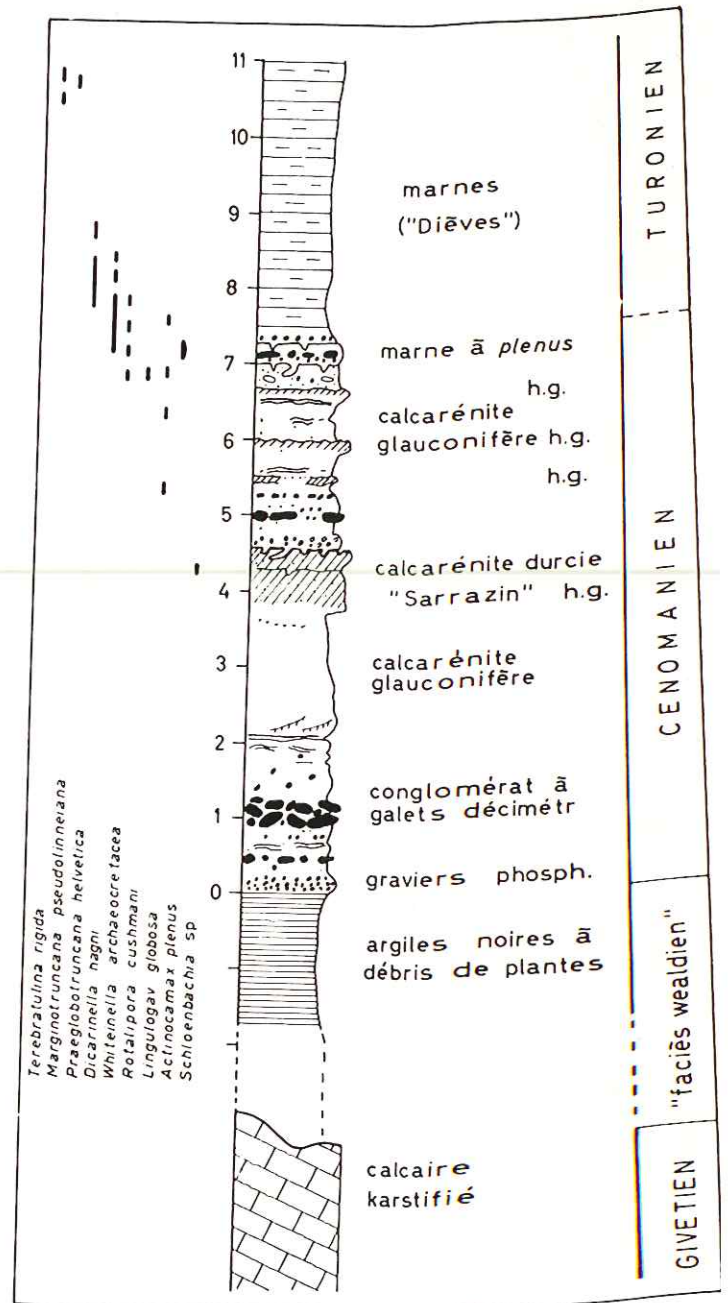 11
10
9
8
7
6
5
4
3
2
1
0
marnes
("Dièves")
marne à plenus
h.g.
calcarénite
glauconifère h.g.
h.g.
calcarénite durcie
"Sarrazin" h.g.
calcarénite
glauconifère
conglomérat à
galets décimétr
graviers phosph.
argiles noires à
débris de plantes
calcaire
karstifié
TURONIEN
CENOMANIEN
"faciès wealdien"
GIVETIEN
Terebratulina rigida
Marginotruncana pseudolinneiana
Praeglobotruncana helvetica
Dicarinella hagni
Whiteinella archaeocretacea
Rotalipora cushmani
Lingulogav globosa
Actinocamax plenus
Schloenbachia sp